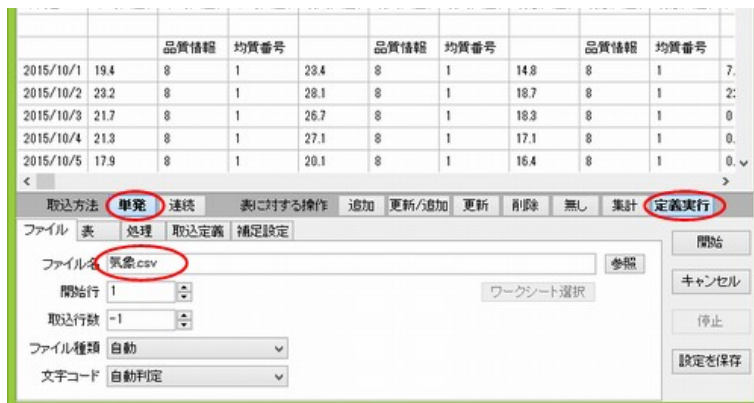 品質情報 均質番号 品質情報 均質番号 品質情報 均質番号
2015/10/1 19.4 8 1 23.4 8 1 14.8 8 1 7.
2015/10/2 23.2 8 1 28.1 8 1 18.7 8 1
2015/10/3 21.7 8 1 26.7 8 1 18.3 8 1 0
2015/10/4 21.3 8 1 27.1 8 1 17.1 8 1 0.
2015/10/5 17.9 8 1 20.1 8 1 16.4 8 1 0.
取込方法 単発 連続 表に対する操作 追加 更新/追加 更新 削除 無し 集計 定義実行
ファイル 表 処理 取込定義 補足設定
開始
ファイル名 気象.csv 参照
キャンセル
開始行 1 ワークシート選択
取込行数 -1
停止
ファイル種類 自動
設定を保存
文字コード 自動判定